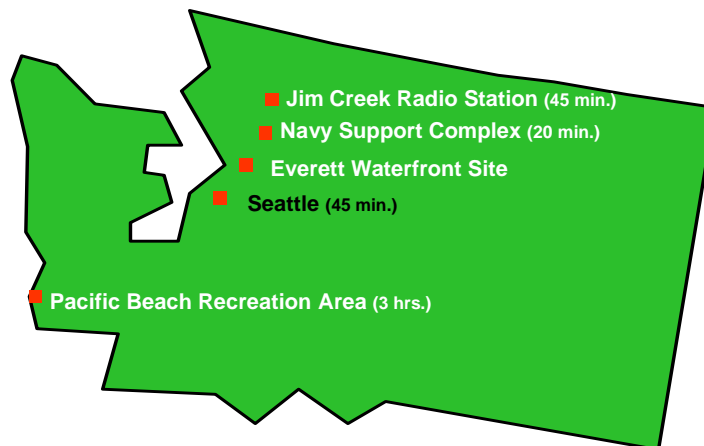 Jim Creek Radio Station (45 min.)
Navy Support Complex (20 min.)
Everett Waterfront Site
Seattle (45 min.)
Pacific Beach Recreation Area (3 hrs.)